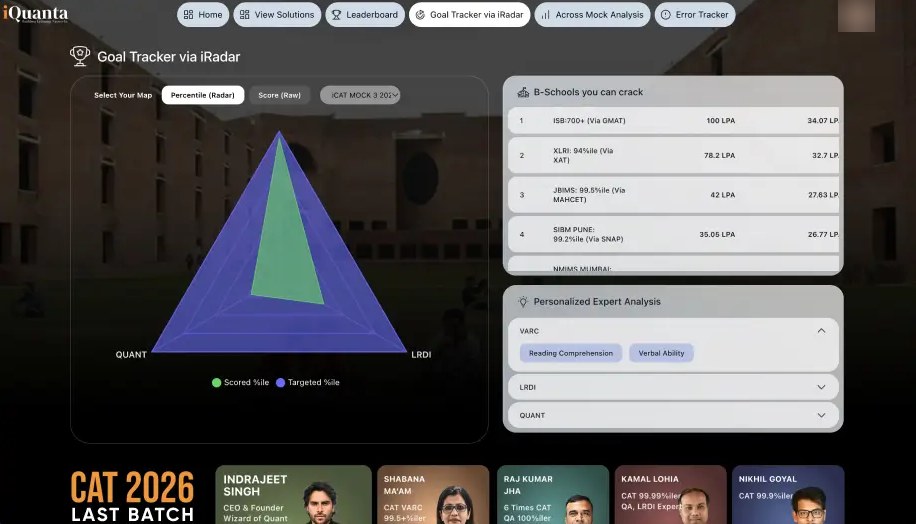 iQuanta
Home
View Solutions
Leaderboard
Goal Tracker via iRadar
Across Mock Analysis
Error Tracker
Goal Tracker via iRadar
Select Your Map
Percentile (Radar)
Score (Raw)
iCAT MOCK 3 202
QUANT
LRDI
Scored %ile
Targeted %ile
B-Schools you can crack
1 ISB:700+ (Via GMAT) 100 LPA 34.07 LP
2 XLRI: 94%ile (Via
XAT) 78.2 LPA 32.7 LP
3 JBIMS: 99.5%ile (Via
MAHCET) 42 LPA 27.63 LP
4 SIBM PUNE:
99.2%ile (Via SNAP) 35.05 LPA 26.77 LP
NMIMS MUMBAI:
Personalized Expert Analysis
VARC
Reading Comprehension
Verbal Ability
LRDI
QUANT
CAT 2026
LAST BATCH
INDRAJEET
SINGH
CEO & Founder
Wizard of Quant
SHABANA
MA'AM
CAT VARC
99.5+%iler
RAJ KUMAR
JHA
6 Times CAT
QA 100%iler
KAMAL LOHIA
CAT 99.99%iler
QA, LRDI Expert
NIKHIL GOYAL
CAT 99.9%iler